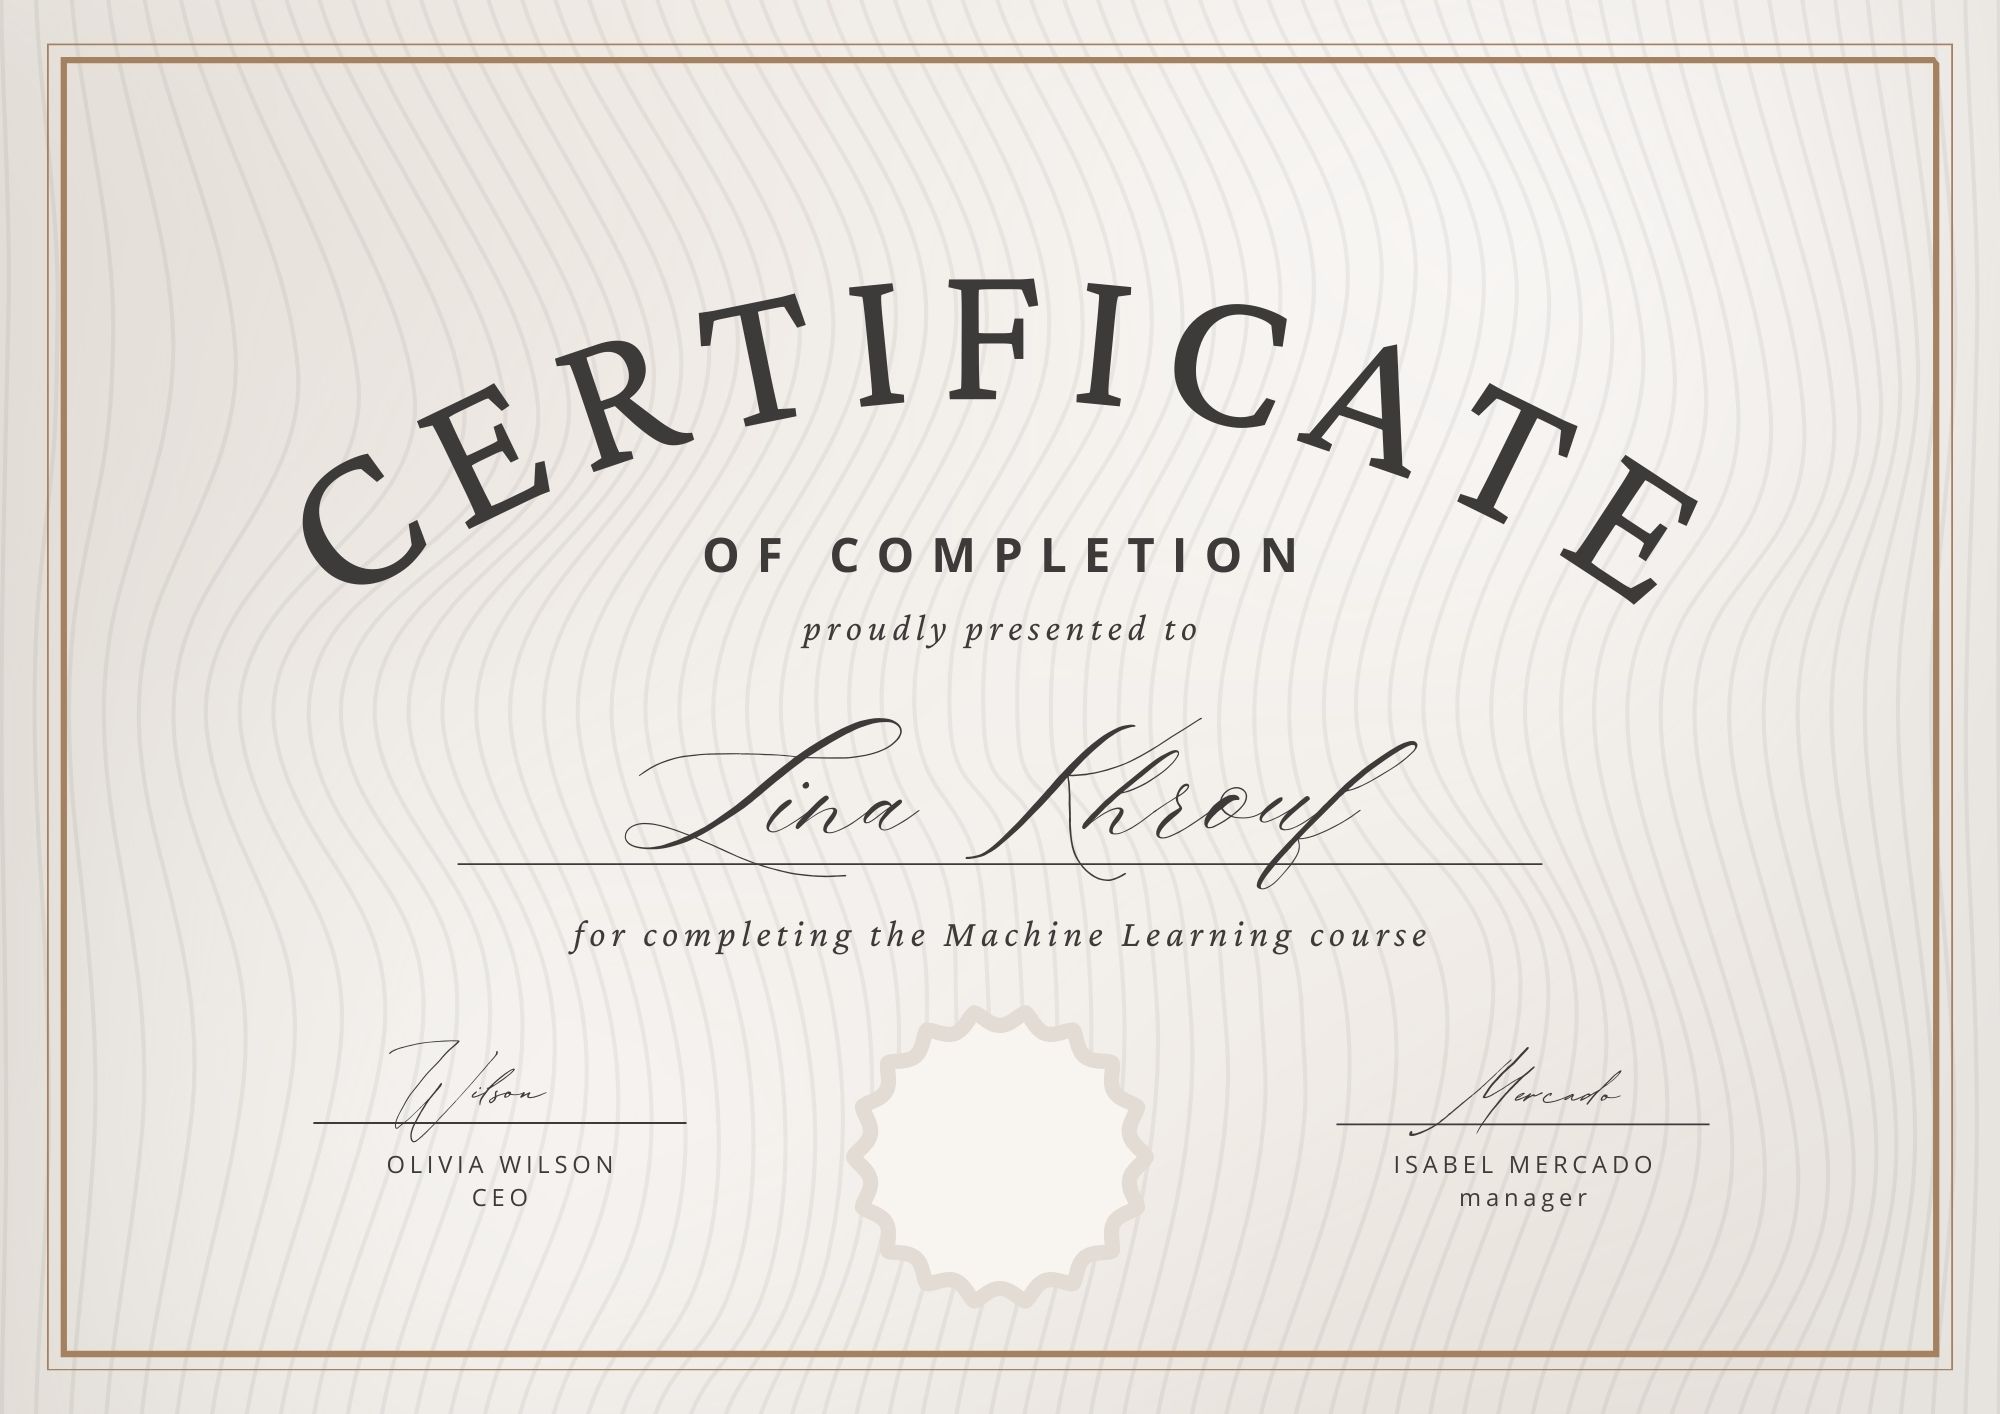 CERTIFICATE
OF COMPLETION
proudly presented to
Lina Khrouf
for completing the Machine Learning course
Wilson
OLIVIA WILSON
CEO
Mercado
ISABEL MERCADO
manager